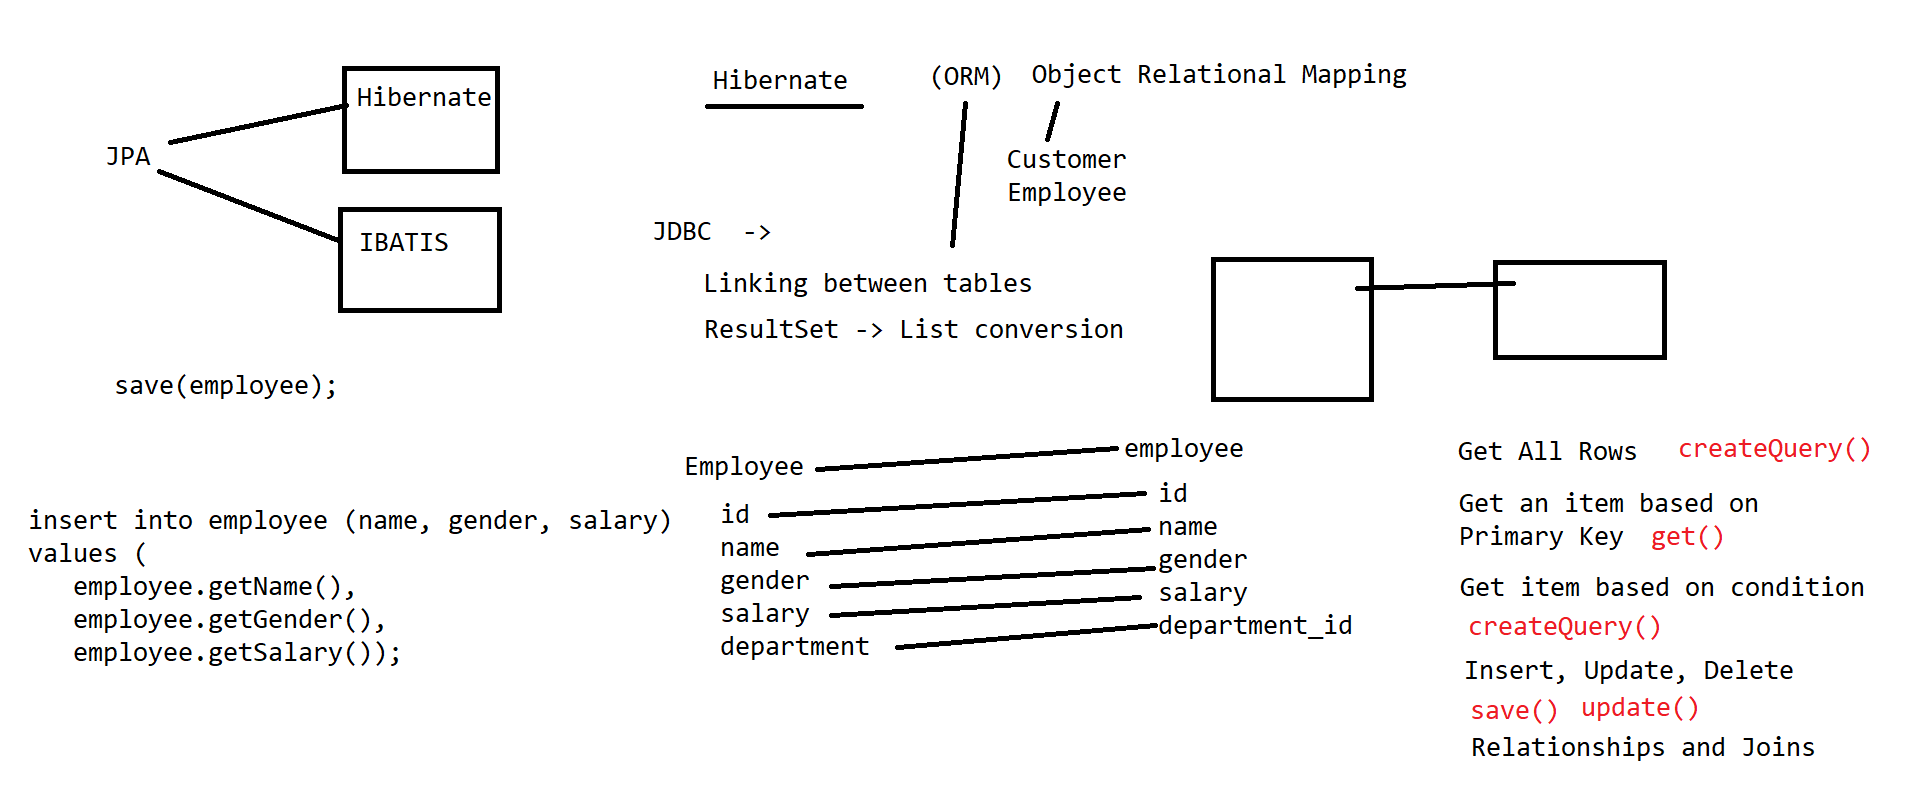 Hibernate
JPA
IBATIS
save(employee);
insert into employee (name, gender, salary)
values (
employee.getName(),
employee.getGender(),
employee.getSalary());
Hibernate (ORM) Object Relational Mapping
Customer
Employee
JDBC ->
Linking between tables
ResultSet -> List conversion
Employee employee
id id
name name
gender gender
salary salary
department department_id
Get All Rows createQuery()
Get an item based on
Primary Key get()
Get item based on condition
createQuery()
Insert, Update, Delete
save() update()
Relationships and Joins